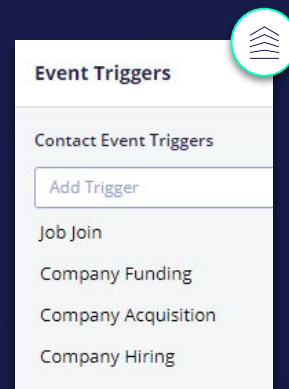 Event Triggers
Contact Event Triggers
Add Trigger
Job Join
Company Funding
Company Acquisition
Company Hiring